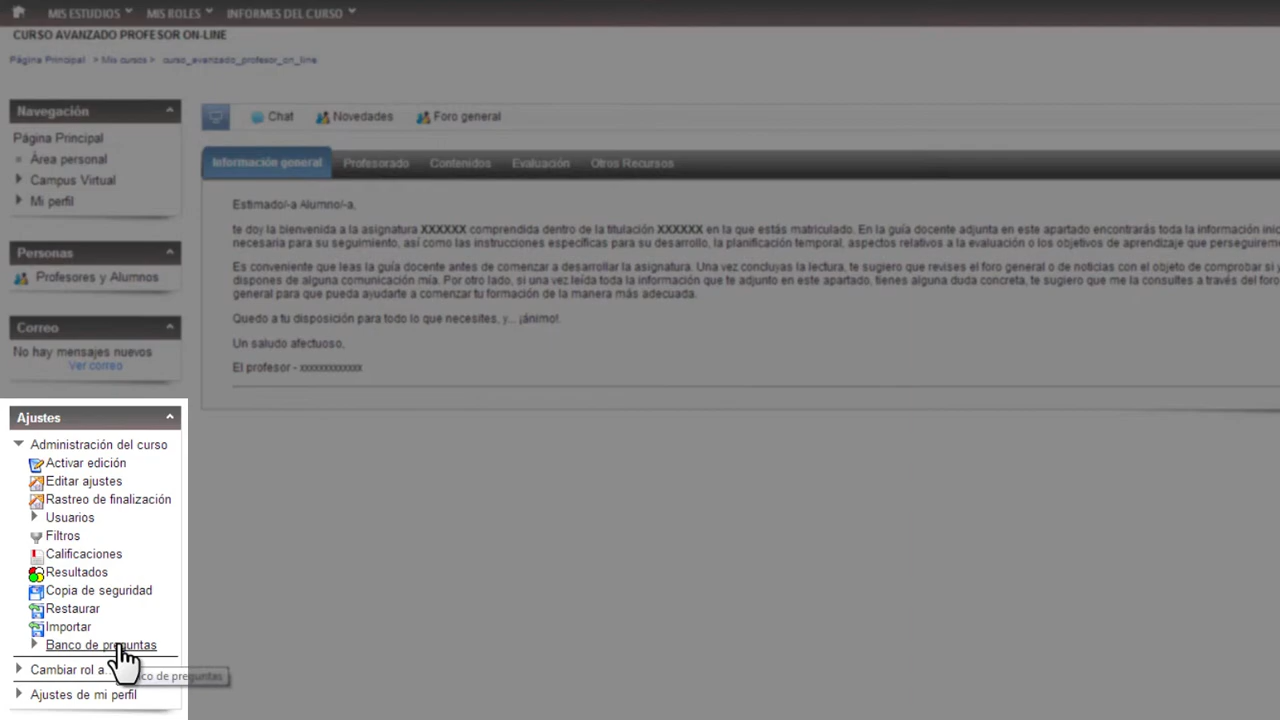 MIS ESTUDIOS MIS ROLES INFORMES DEL CURSO
CURSO AVANZADO PROFESOR ON-LINE
Página Principal > Mis cursos > curso_avanzado_profesor_on_line
Navegación
Página Principal
Área personal
Campus Virtual
Mi perfil
Personas
Profesores y Alumnos
Correo
No hay mensajes nuevos
Ver correo
Ajustes
Administración del curso
Activar edición
Editar ajustes
Rastreo de finalización
Usuarios
Filtros
Calificaciones
Resultados
Copia de seguridad
Restaurar
Importar
Banco de preguntas
Cambiar rol a...
de preguntas
Ajustes de mi perfil
Chat Novedades Foro general
Información general Profesorado Contenidos Evaluación Otros Recursos
Estimado/-a Alumno/-a,
te doy la bienvenida a la asignatura XXXXXX comprendida dentro de la titulación XXXXXX en la que estás matriculado. En la guía docente adjunta en este apartado encontrarás toda la información
necesaria para su seguimiento, así como las instrucciones específicas para su desarrollo, la planificación temporal, aspectos relativos a la evaluación o los objetivos de aprendizaje que
Es conveniente que leas la guía docente antes de comenzar a desarrollar la asignatura. Una vez concluyas la lectura, te sugiero que revises el foro general o de noticias con el objeto de comprobar si
dispones de alguna comunicación mía. Por otro lado, si una vez leída toda la información que te adjunto en este apartado, tienes alguna duda concreta, te sugiero que me la consultes a través del foro
general para que pueda ayudarte a comenzar tu formación de la manera más adecuada.
Quedo a tu disposición para todo lo que necesites, y... ¡ánimo!.
Un saludo afectuoso,
El profesor - xxxxxxxxxxxxx